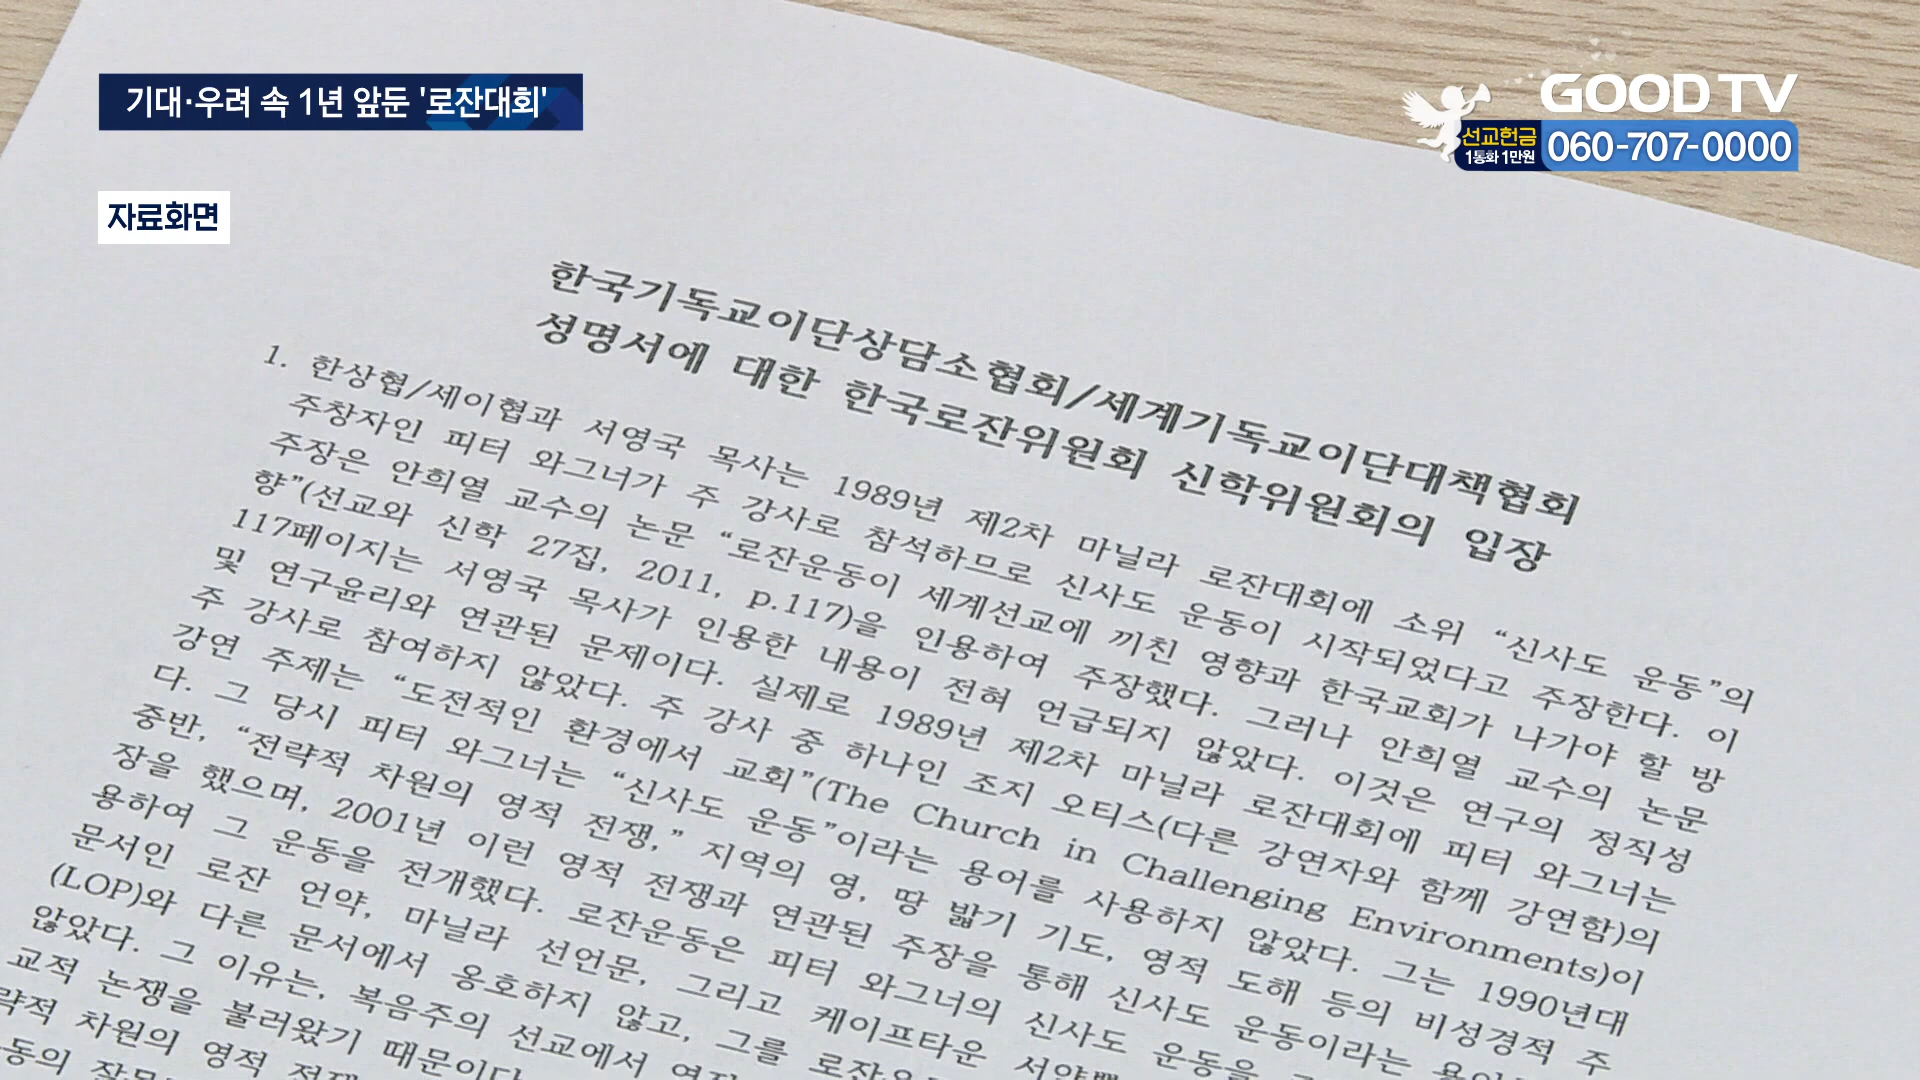 기대·우려 속 1년 앞둔 '로잔대회'
GOOD TV
선교헌금
1통화 1만원
060-707-0000
자료화면
한국기독교이단상담소협회/세계기독교이단대책협회
성명서에 대한 한국로잔위원회 신학위원회의 입장
1. 한상협/세이협과 서영국 목사는 1989년 제2차 마닐라 로잔대회에 소위 “신사도 운동”의
주창자인 피터 와그너가 주 강사로 참석하므로 신사도 운동이 시작되었다고 주장한다. 이
주장은 안희열 교수의 논문 “로잔운동이 세계선교에 끼친 영향과 한국교회가 나가야 할 방
향”(선교와 신학 27집, 2011, p.117)을 인용하여 주장했다. 그러나 안희열 교수의 논문
117페이지는 서영국 목사가 인용한 내용이 전혀 언급되지 않았다. 이것은 연구의 정직성
및 연구윤리와 연관된 문제이다. 실제로 1989년 제2차 마닐라 로잔대회에 피터 와그너는
주 강사로 참여하지 않았다. 주 강사 중 하나인 조지 오티스(다른 강연자와 함께 강연함)의
강연 주제는 “도전적인 환경에서 교회”(The Church in Challenging Environments)이
다. 그 당시 피터 와그너는 “신사도 운동”이라는 용어를 사용하지 않았다. 그는 1990년대
중반, “전략적 차원의 영적 전쟁,” 지역의 영, 땅 밟기 기도, 영적 도해 등의 비성경적 주
장을 했으며, 2001년 이런 영적 전쟁과 연관된 주장을 통해 신사도 운동이라는
용하여 그 운동을 전개했다. 로잔운동은 피터 와그너의 신사도 운동을
문서인 로잔 언약, 마닐라 선언문, 그리고 케이프타운
(LOP)와 다른 문서에서 옹호하지 않고, 그를
않았다. 그 이유는, 복음주의 선교에서
교적 논쟁을 불러왔기 때문이다
략적 차원의 영적